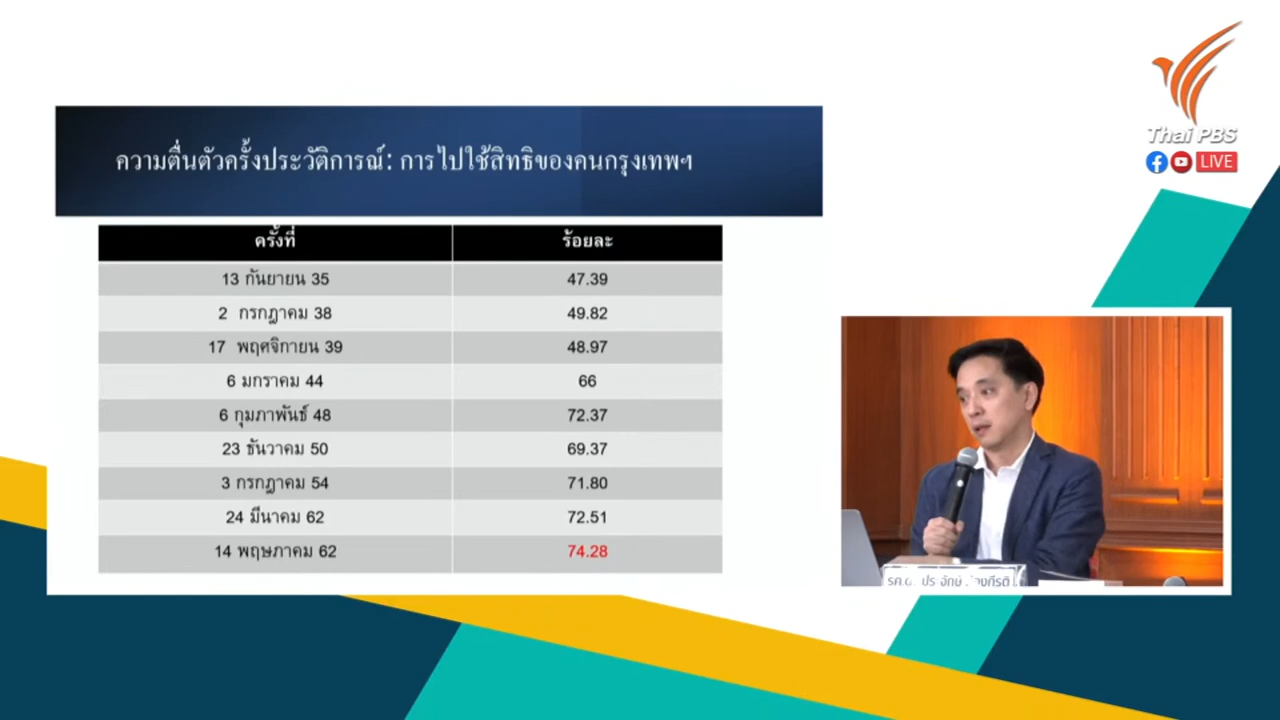 Thai PBS
LIVE
ความตื่นตัวครั้งประวัติการณ์: การไปใช้สิทธิของคนกรุงเทพฯ
ครั้งที่ ร้อยละ
13 กันยายน 35 47.39
2 กรกฎาคม 38 49.82
17 พฤศจิกายน 39 48.97
6 มกราคม 44 66
6 กุมภาพันธ์ 48 72.37
23 ธันวาคม 50 69.37
3 กรกฎาคม 54 71.80
24 มีนาคม 62 72.51
14 พฤษภาคม 62 74.28